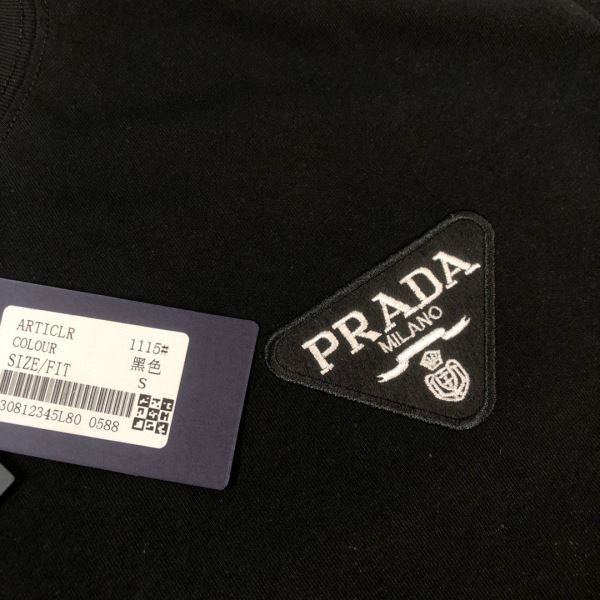 ARTICLR 1115#
COLOUR 黑色
SIZE/FIT S
30812345L80 0588
PRADA
MILANO